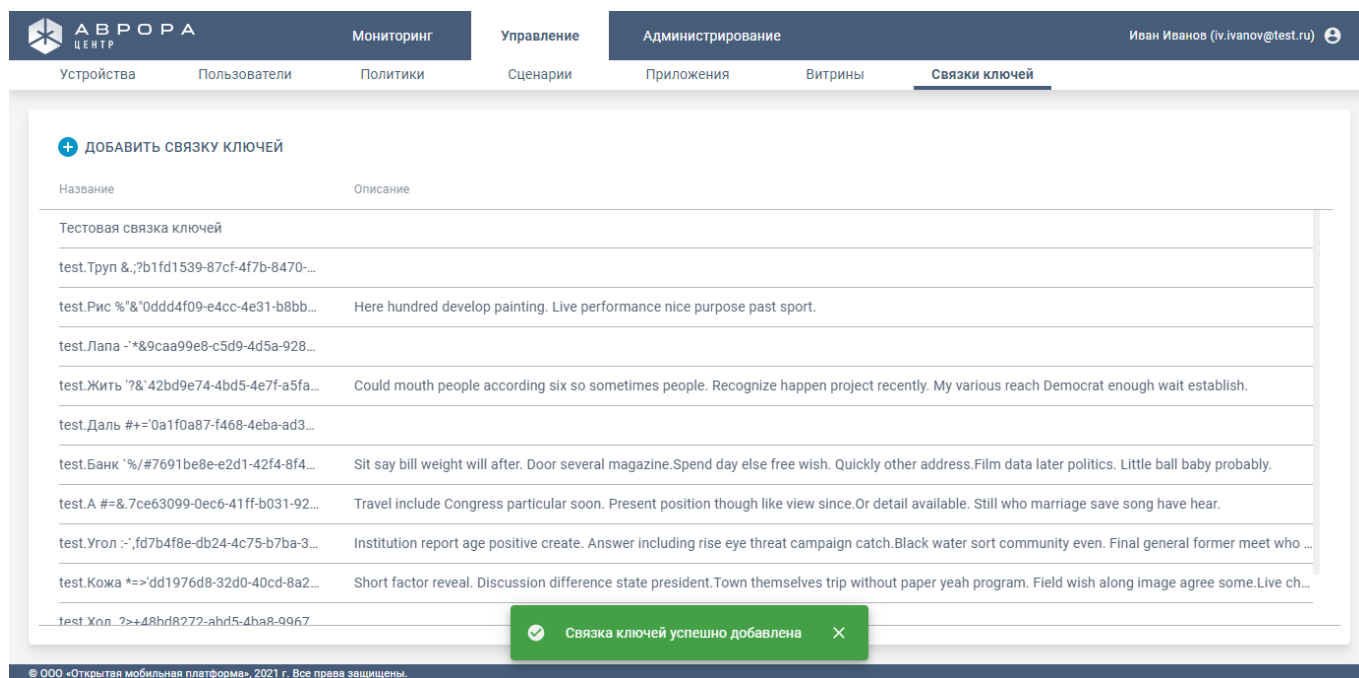 АВРОРА
ЦЕНТР
Мониторинг Управление Администрирование Иван Иванов (iv.ivanov@test.ru)
Устройства Пользователи Политики Сценарии Приложения Витрины Связки ключей
ДОБАВИТЬ СВЯЗКУ КЛЮЧЕЙ
Название Описание
Тестовая связка ключей
test.Труп &.;?b1fd1539-87cf-4f7b-8470-...
test.Рис %"&"0ddd4f09-e4cc-4e31-b8bb... Here hundred develop painting. Live performance nice purpose past sport.
test.Лапа -`*&9caa99e8-c5d9-4d5a-928...
test.Жить '?&`42bd9e74-4bd5-4e7f-a5fa... Could mouth people according six so sometimes people. Recognize happen project recently. My various reach Democrat enough wait establish.
test.Даль #+='0a1f0a87-f468-4eba-ad3...
test.Банк `%/#7691be8e-e2d1-42f4-8f4... Sit say bill weight will after. Door several magazine.Spend day else free wish. Quickly other address.Film data later politics. Little ball baby probably.
test.А #=&.7ce63099-0ec6-41ff-b031-92... Travel include Congress particular soon. Present position though like view since.Or detail available. Still who marriage save song have hear.
test.Угол :-`,fd7b4f8e-db24-4c75-b7ba-3... Institution report age positive create. Answer including rise eye threat campaign catch.Black water sort community even. Final general former meet who ...
test.Кожа *=>'dd1976d8-32d0-40cd-8a2... Short factor reveal. Discussion difference state president.Town themselves trip without paper yeah program. Field wish along image agree some.Live ch...
test.Ход ?>+48bd8272-abd5-4ba8-9967
Связка ключей успешно добавлена
© ООО «Открытая мобильная платформа», 2021 г. Все права защищены.